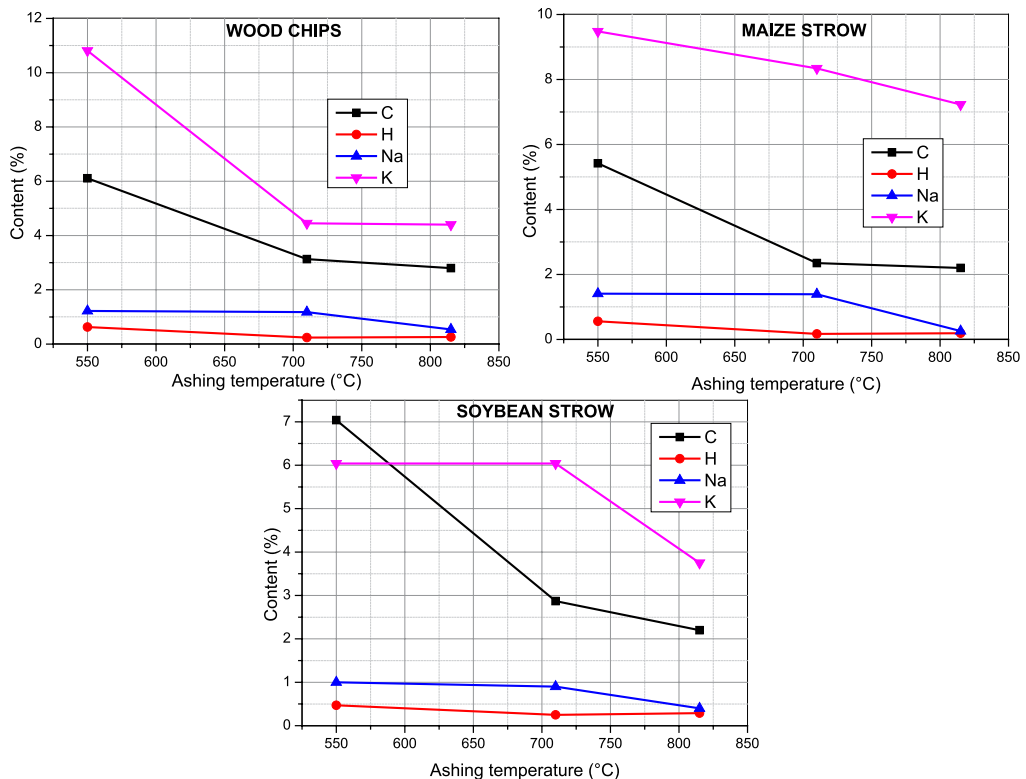 WOOD CHIPS
12
10
8
6
4
2
0
Content (%)
C
H
Na
K
550 600 650 700 750 800 850
Ashing temperature (°C)
MAIZE STROW
10
8
6
4
2
0
Content (%)
C
H
Na
K
550 600 650 700 750 800 850
Ashing temperature (°C)
SOYBEAN STROW
7
6
5
4
3
2
1
0
Content (%)
C
H
Na
K
550 600 650 700 750 800 850
Ashing temperature (°C)